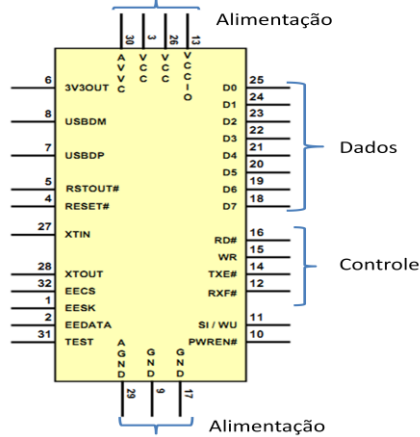 Alimentação
30 3 26 13
AVVC VCC VCC VCCIO
6 3V3OUT D0 25
D1 24
8 USBDM D2 23
D3 22
7 USBDP D4 21
D5 20
5 RSTOUT# D6 19
4 RESET# D7 18
Dados
27 XTIN RD# 16
WR 15
28 XTOUT TXE# 14
32 EECS RXF# 12
Controle
1 EESK
2 EEDATA SI / WU 11
31 TEST PWREN# 10
AGND GND GND
29 9 17
Alimentação